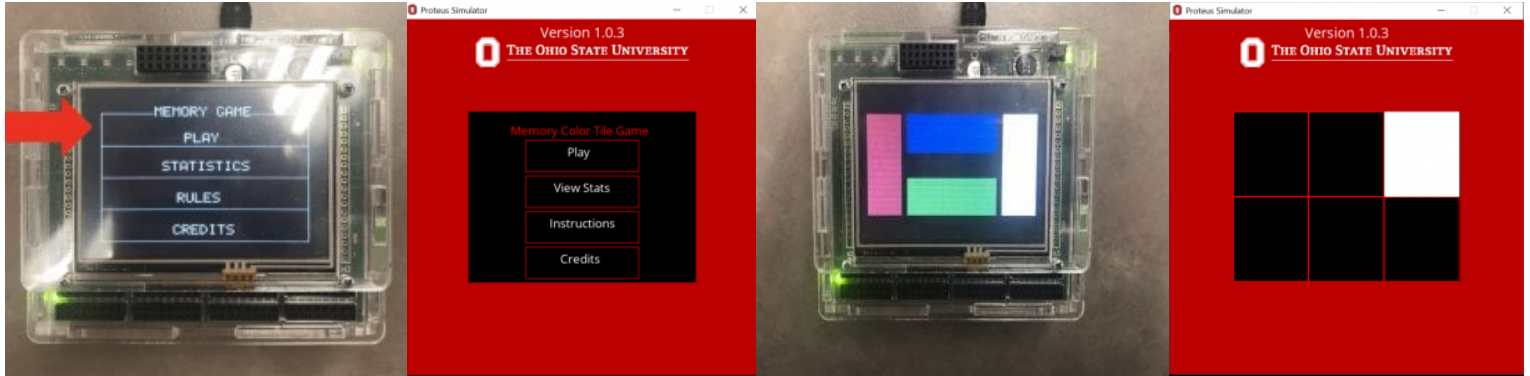 MEMORY GAME
PLAY
STATISTICS
RULES
CREDITS
Proteus Simulator
Version 1.0.3
THE OHIO STATE UNIVERSITY
Memory Color Tile Game
Play
View Stats
Instructions
Credits
Proteus Simulator
Version 1.0.3
THE OHIO STATE UNIVERSITY